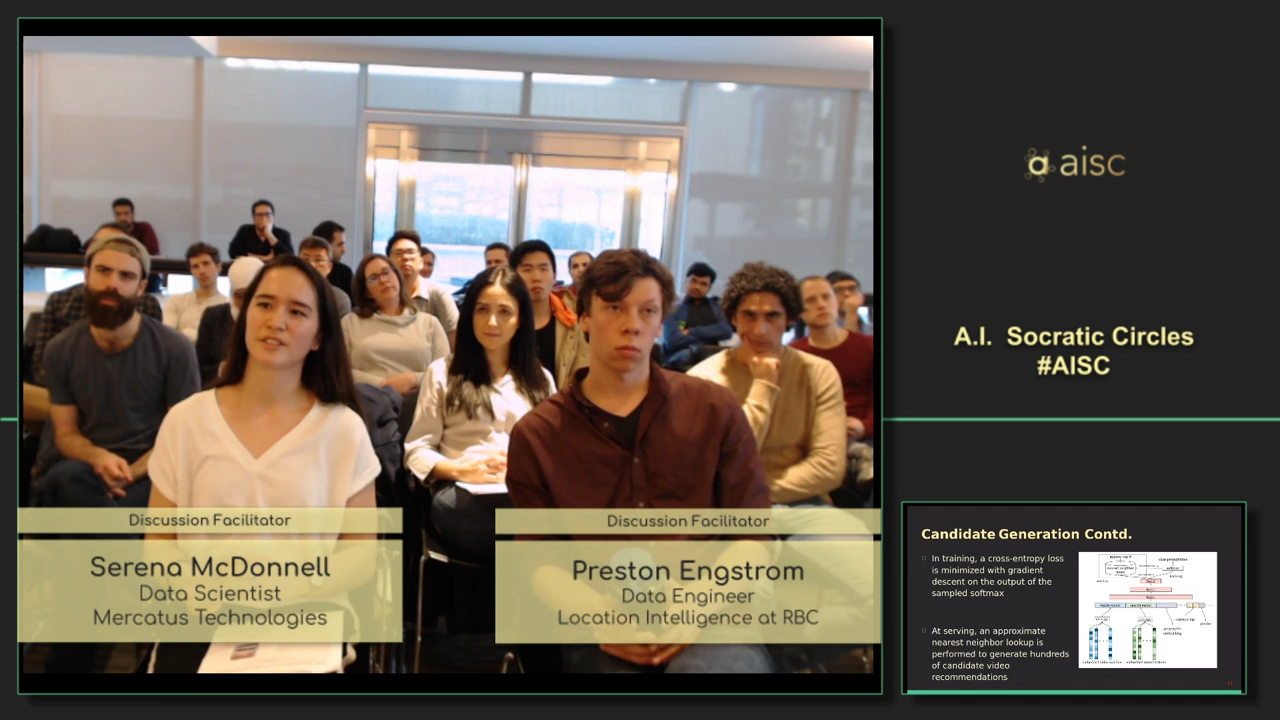 aisc
A.I. Socratic Circles
#AISC
Discussion Facilitator
Serena McDonnell
Data Scientist
Mercatus Technologies
Discussion Facilitator
Preston Engstrom
Data Engineer
Location Intelligence at RBC
Candidate Generation Contd.
In training, a cross-entropy loss
is minimized with gradient
descent on the output of the
sampled softmax
At serving, an approximate
nearest neighbor lookup is
performed to generate hundreds
of candidate video
recommendations